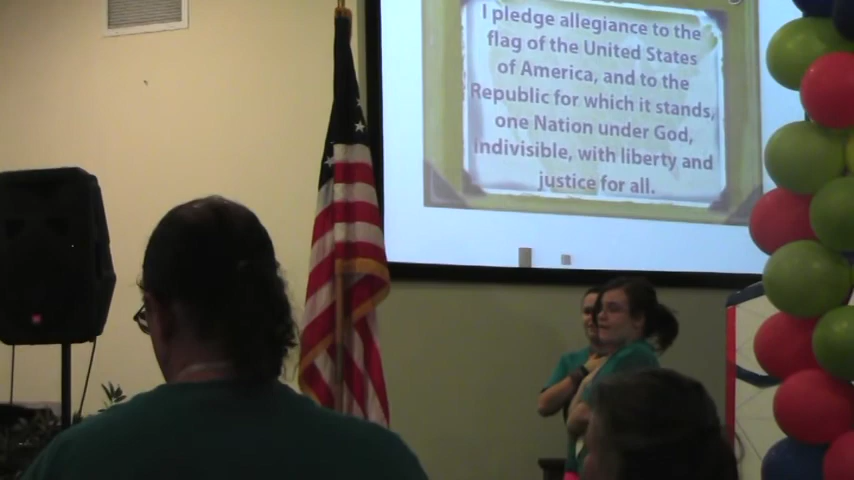 I pledge allegiance to the
flag of the United States
of America, and to the
Republic for which it stands,
one Nation under God,
indivisible, with liberty and
justice for all.